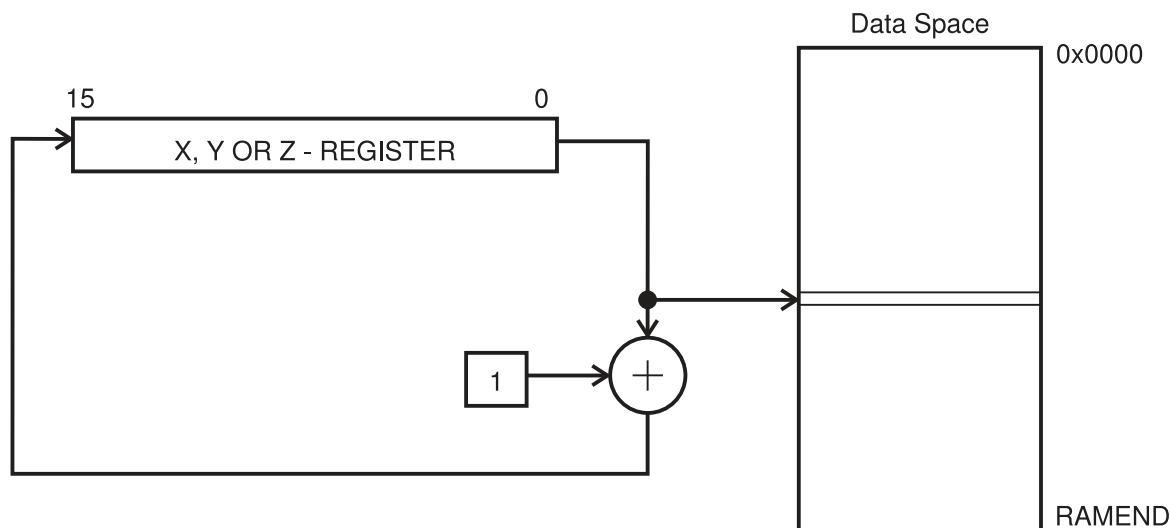 Data Space
0x0000
15
0
X, Y OR Z - REGISTER
1
+
RAMEND